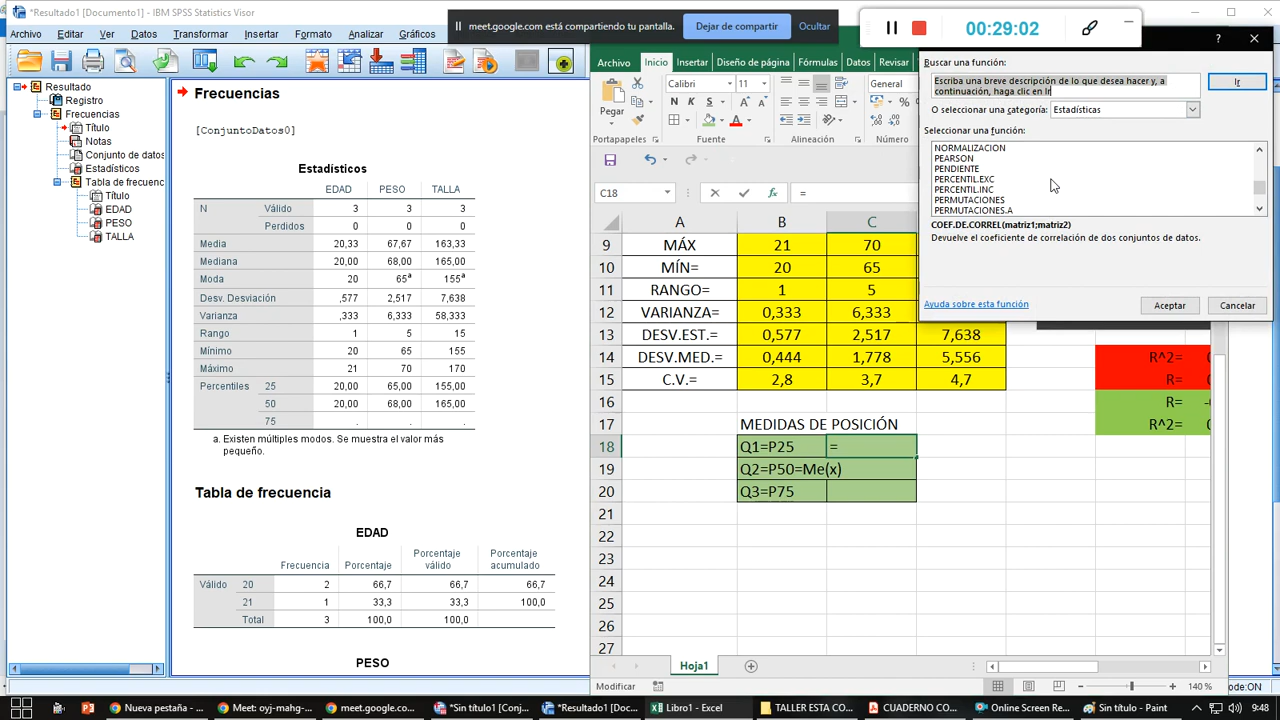 *Resultado1 [Documento1] - IBM SPSS Statistics Visor
Archivo Editar Ver Datos Transformar Insertar Formato Analizar Gráficos
Resultado
Registro
Frecuencias
Título
Notas
Conjunto de datos
Estadísticos
Tabla de frecuenc
Título
EDAD
PESO
TALLA
Frecuencias
[ConjuntoDatos0]
Estadísticos
EDAD PESO TALLA
N Válido 3 3 3
Perdidos 0 0 0
Media 20,33 67,67 163,33
Mediana 20,00 68,00 165,00
Moda 20 65a 155a
Desv. Desviación ,577 2,517 7,638
Varianza ,333 6,333 58,333
Rango 1 5 15
Mínimo 20 65 155
Máximo 21 70 170
Percentiles 25 20,00 65,00 155,00
50 20,00 68,00 165,00
75 . . .
a. Existen múltiples modos. Se muestra el valor más
pequeño.
Tabla de frecuencia
EDAD
Frecuencia Porcentaje Porcentaje válido Porcentaje acumulado
Válido 20 2 66,7 66,7 66,7
21 1 33,3 33,3 100,0
Total 3 100,0 100,0
PESO
meet.google.com está compartiendo tu pantalla. Dejar de compartir Ocultar
00:29:02
Archivo Inicio Insertar Diseño de página Fórmulas Datos Revisar
Pegar
Calibri 11
N K S
General
Portapapeles Fuente Alineación Número
C18 =
A B C
9 MÁX 21 70
10 MÍN= 20 65
11 RANGO= 1 5
12 VARIANZA= 0,333 6,333
13 DESV.EST.= 0,577 2,517 7,638
14 DESV.MED.= 0,444 1,778 5,556 R^2=
15 C.V.= 2,8 3,7 4,7 R=
16 R=
17 MEDIDAS DE POSICIÓN R^2=
18 Q1=P25 =
19 Q2=P50=Me(x)
20 Q3=P75
21
22
23
24
25
26
27
Hoja1
Modificar
140 %
Buscar una función:
Escriba una breve descripción de lo que desea hacer y, a
continuación, haga clic en Ir
Ir
O seleccionar una categoría: Estadísticas
Seleccionar una función:
NORMALIZACION
PEARSON
PENDIENTE
PERCENTIL.EXC
PERCENTIL.INC
PERMUTACIONES
PERMUTACIONES.A
COEF.DE.CORREL(matriz1;matriz2)
Devuelve el coeficiente de correlación de dos conjuntos de datos.
Ayuda sobre esta función
Aceptar Cancelar
ode:ON
Nueva pestaña - ... Meet: oyj-mahg-... meet.google.com... *Sin título1 [Conj... *Resultado1 [Doc... Libro1 - Excel TALLER ESTA CO... CUADERNO CO... Online Screen Re... Sin título - Paint 9:48